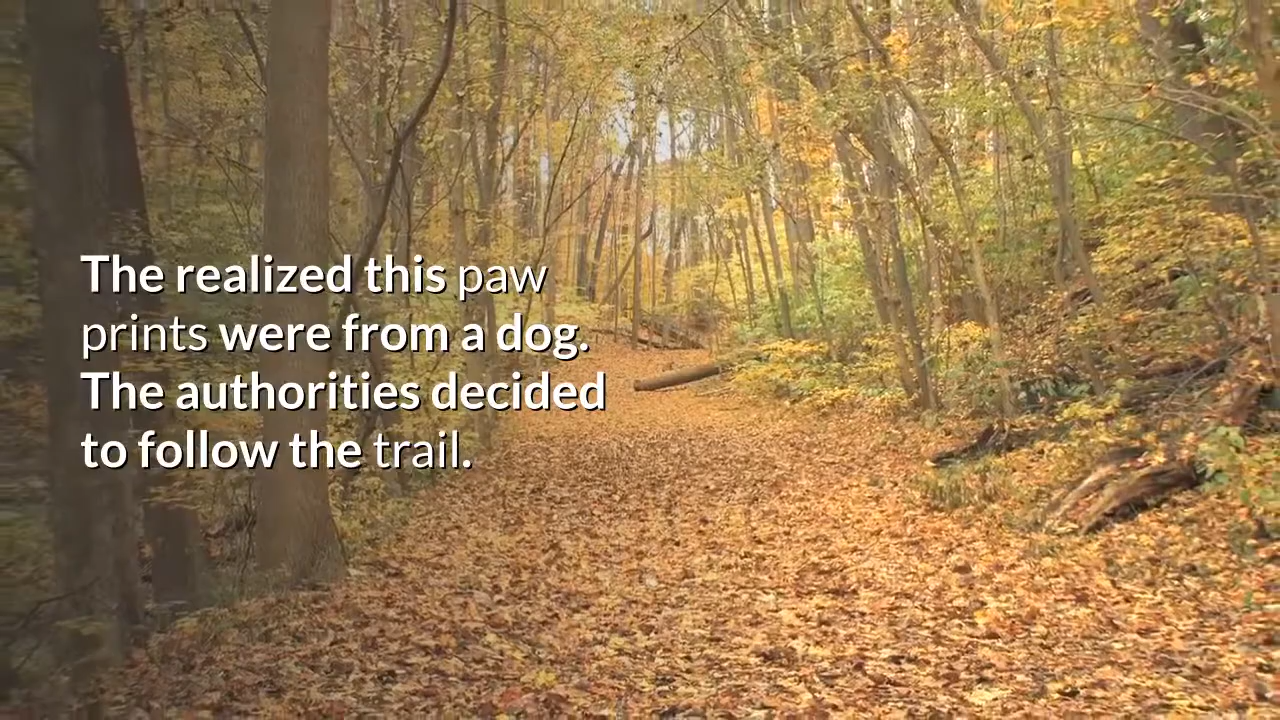 The realized this paw
prints were from a dog.
The authorities decided
to follow the trail.